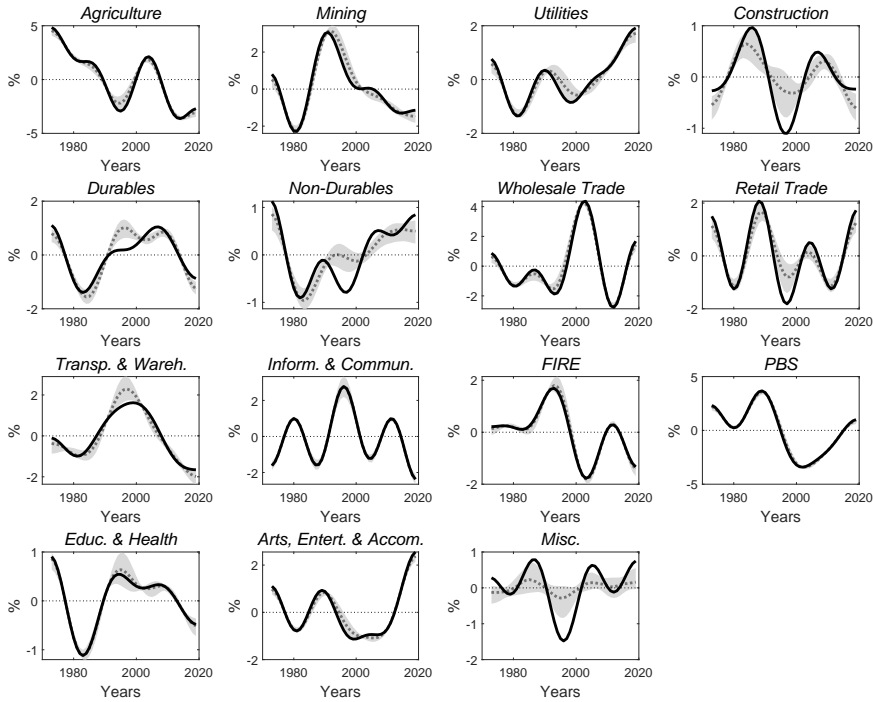 Agriculture
Mining
Utilities
Construction
5
0
-5
%
1980 2000 2020
Years
2
0
-2
%
1980 2000 2020
Years
2
0
-2
%
1980 2000 2020
Years
1
0
-1
%
1980 2000 2020
Years
Durables
Non-Durables
Wholesale Trade
Retail Trade
2
0
-2
%
1980 2000 2020
Years
1
0
-1
%
1980 2000 2020
Years
4
2
0
-2
%
1980 2000 2020
Years
2
0
-2
%
1980 2000 2020
Years
Transp. & Wareh.
Inform. & Commun.
FIRE
PBS
2
0
-2
%
1980 2000 2020
Years
2
0
-2
%
1980 2000 2020
Years
2
0
-2
%
1980 2000 2020
Years
5
0
-5
%
1980 2000 2020
Years
Educ. & Health
Arts, Entert. & Accom.
Misc.
1
0
-1
%
1980 2000 2020
Years
2
0
-2
%
1980 2000 2020
Years
1
0
-1
-2
%
1980 2000 2020
Years